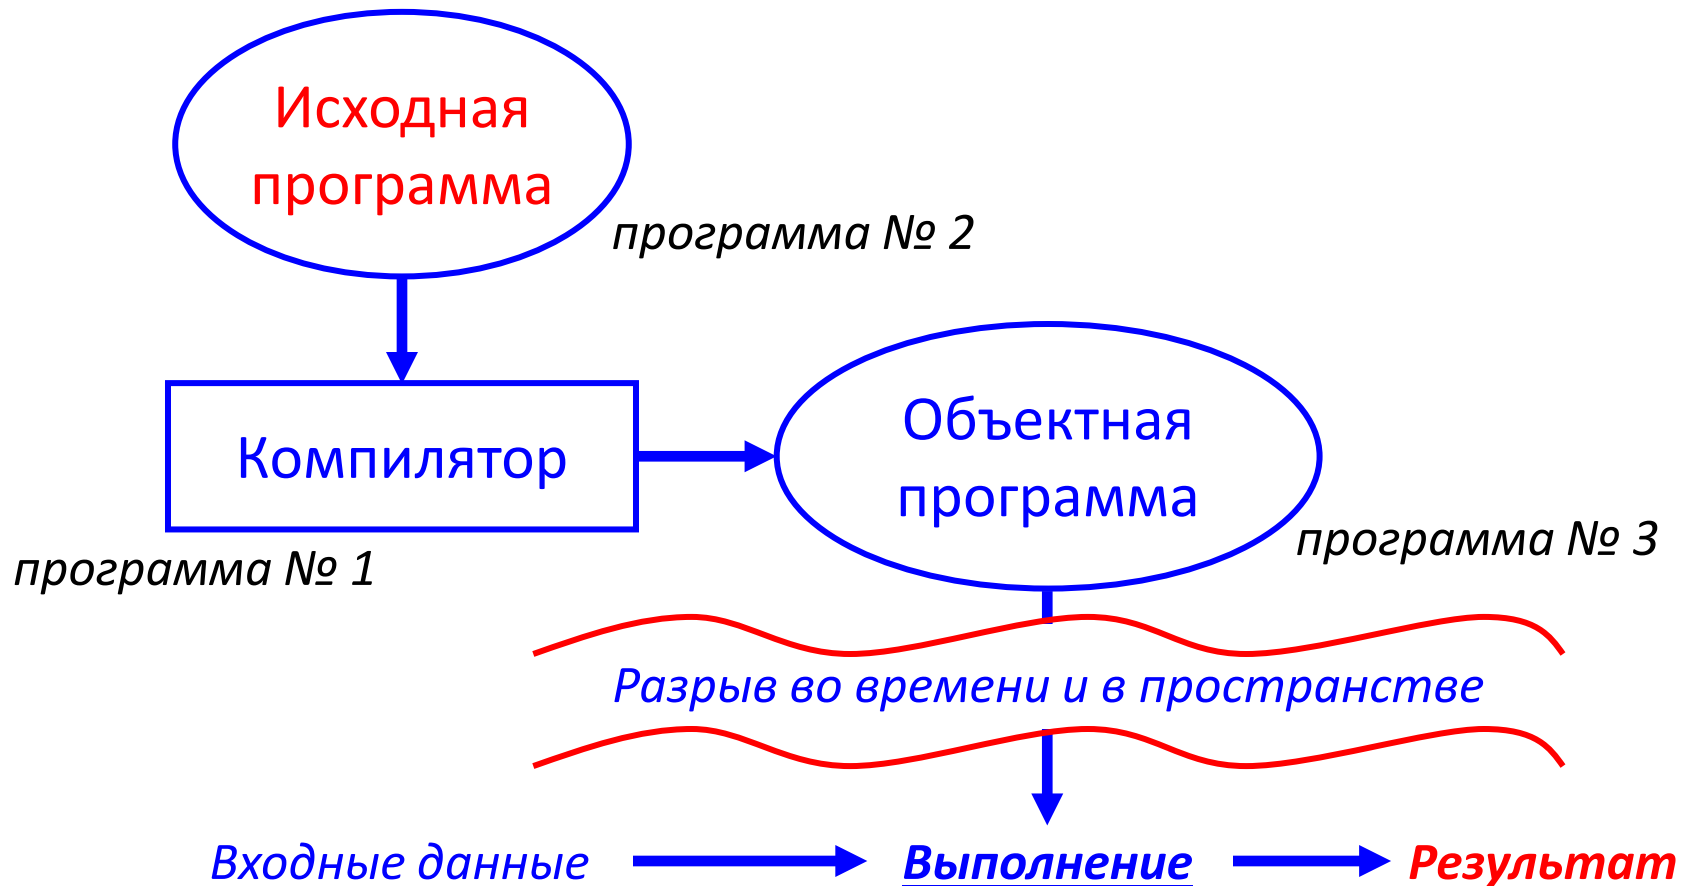 Исходная
программа
программа № 2
Компилятор
программа № 1
Объектная
программа
программа № 3
Разрыв во времени и в пространстве
Входные данные
Выполнение
Результат